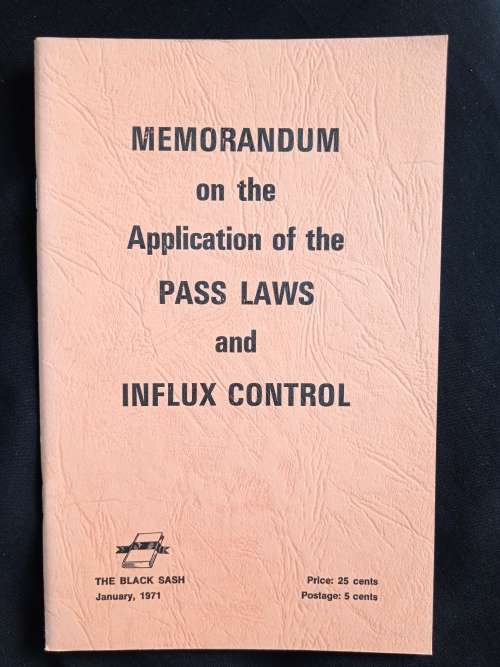 MEMORANDUM
on the
Application of the
PASS LAWS
and
INFLUX CONTROL
THE BLACK SASH
January, 1971
Price: 25 cents
Postage: 5 cents